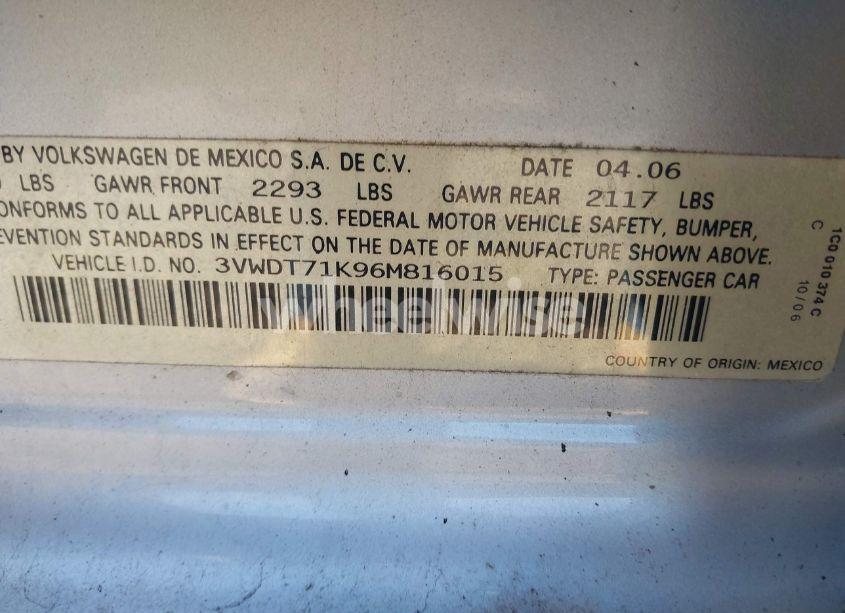 BY VOLKSWAGEN DE MEXICO S.A. DE C.V. DATE 04.06
LBS GAWR FRONT 2293 LBS GAWR REAR 2117 LBS
ONFORMS TO ALL APPLICABLE U.S. FEDERAL MOTOR VEHICLE SAFETY, BUMPER,
EVENTION STANDARDS IN EFFECT ON THE DATE OF MANUFACTURE SHOWN ABOVE.
VEHICLE I.D. NO. 3VWDT71K96M816015 TYPE: PASSENGER CAR
wheelwise
COUNTRY OF ORIGIN: MEXICO
1C0 010 374 C
C 10/06